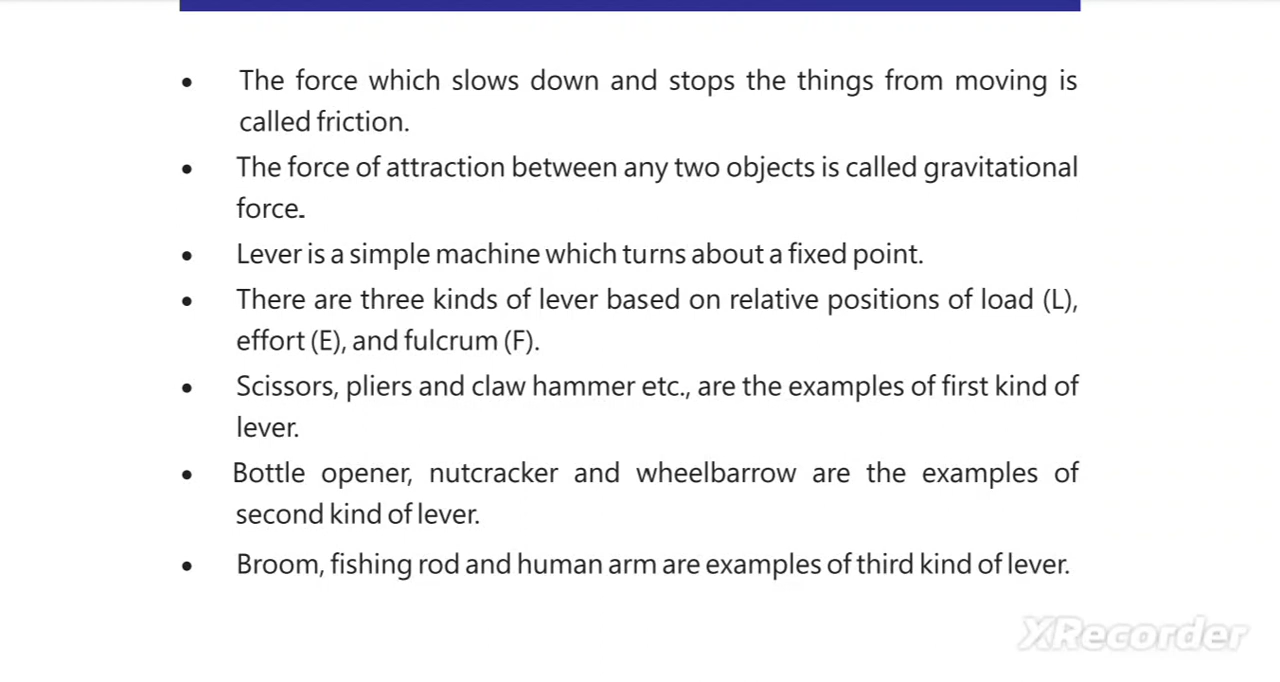 • The force which slows down and stops the things from moving is
called friction.
• The force of attraction between any two objects is called gravitational
force.
• Lever is a simple machine which turns about a fixed point.
• There are three kinds of lever based on relative positions of load (L),
effort (E), and fulcrum (F).
• Scissors, pliers and claw hammer etc., are the examples of first kind of
lever.
• Bottle opener, nutcracker and wheelbarrow are the examples of
second kind of lever.
• Broom, fishing rod and human arm are examples of third kind of lever.
XRecorder